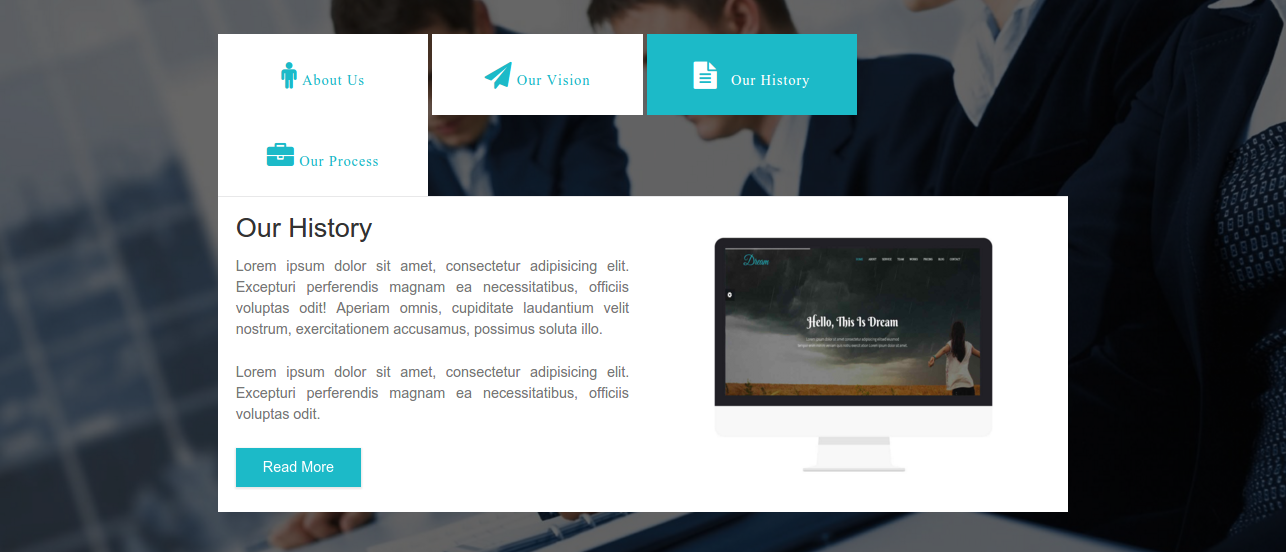 About Us
Our Vision
Our History
Our Process
Our History
Lorem ipsum dolor sit amet, consectetur adipisicing elit.
Excepturi perferendis magnam ea necessitatibus, officiis
voluptas odit! Aperiam omnis, cupiditate laudantium velit
nostrum, exercitationem accusamus, possimus soluta illo.
Lorem ipsum dolor sit amet, consectetur adipisicing elit.
Excepturi perferendis magnam ea necessitatibus, officiis
voluptas odit.
Read More
Dream
Hello, This Is Dream